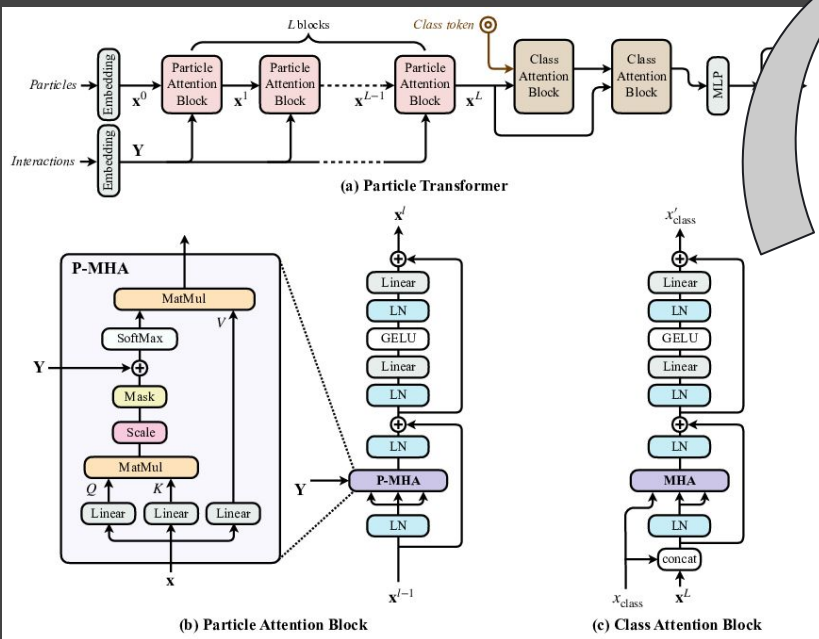 L blocks
Class token
Particles
Embedding
x⁰
Particle
Attention
Block
x¹
Particle
Attention
Block
xᴸ⁻¹
Particle
Attention
Block
xᴸ
Class
Attention
Block
Class
Attention
Block
MLP
Interactions
Embedding
Y
(a) Particle Transformer
P-MHA
MatMul
V
SoftMax
Y
Mask
Scale
MatMul
Q
K
Linear
Linear
Linear
x
xˡ
Linear
LN
GELU
Linear
LN
LN
Y
P-MHA
LN
xˡ⁻¹
(b) Particle Attention Block
x′class
Linear
LN
GELU
Linear
LN
LN
MHA
LN
concat
xclass
xᴸ
(c) Class Attention Block